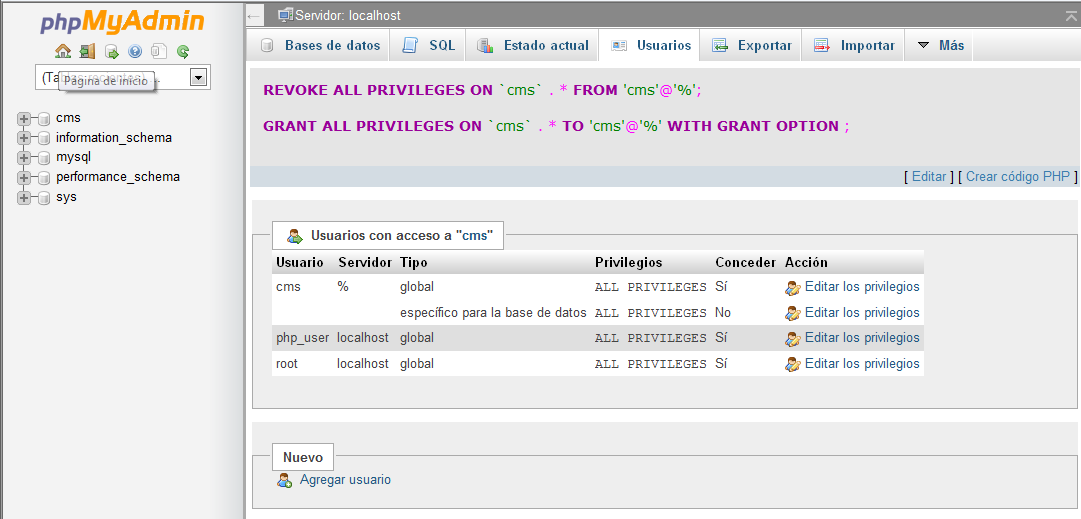 phpMyAdmin
(Ta
Página de inicio
cms
information_schema
mysql
performance_schema
sys
Servidor: localhost
Bases de datos SQL Estado actual Usuarios Exportar Importar Más
REVOKE ALL PRIVILEGES ON `cms` . * FROM 'cms'@'%';
GRANT ALL PRIVILEGES ON `cms` . * TO 'cms'@'%' WITH GRANT OPTION ;
[ Editar ] [ Crear código PHP ]
Usuarios con acceso a "cms"
Usuario Servidor Tipo Privilegios Conceder Acción
cms % global ALL PRIVILEGES Sí Editar los privilegios
específico para la base de datos ALL PRIVILEGES No Editar los privilegios
php_user localhost global ALL PRIVILEGES Sí Editar los privilegios
root localhost global ALL PRIVILEGES Sí Editar los privilegios
Nuevo
Agregar usuario